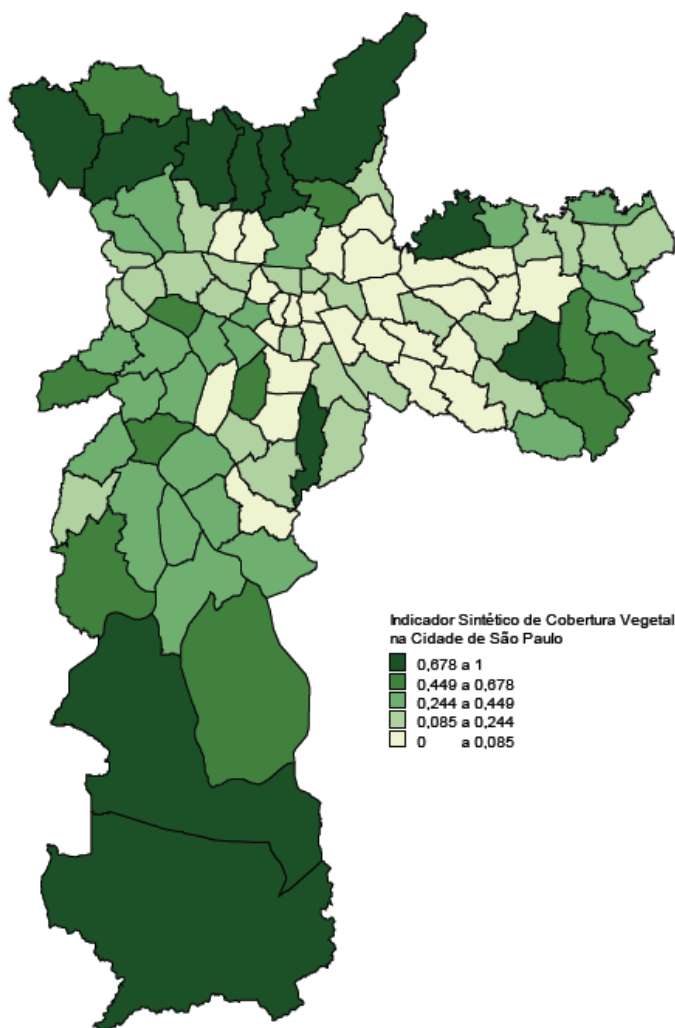 Indicador Sintético de Cobertura Vegetal
na Cidade de São Paulo
0,678 a 1
0,449 a 0,678
0,244 a 0,449
0,085 a 0,244
0 a 0,085